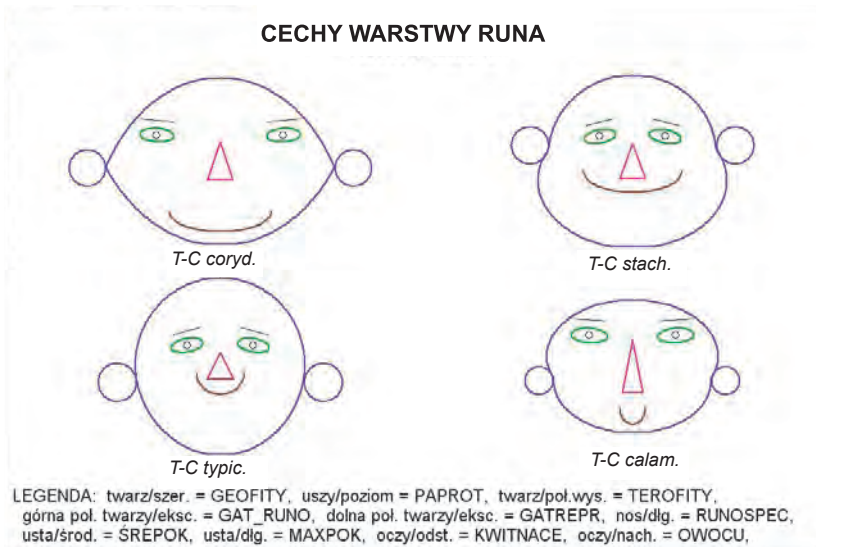 CECHY WARSTWY RUNA
T-C coryd.
T-C stach.
T-C typic.
T-C calam.
LEGENDA: twarz/szer. = GEOFITY, uszy/poziom = PAPROT, twarz/poł.wys. = TEROFITY,
górna poł. twarzy/eksc. = GAT_RUNO, dolna poł. twarzy/eksc. = GATREPR, nos/dłg. = RUNOSPEC,
usta/środ. = ŚREPOK, usta/dłg. = MAXPOK, oczy/odst. = KWITNACE, oczy/nach. = OWOCU,